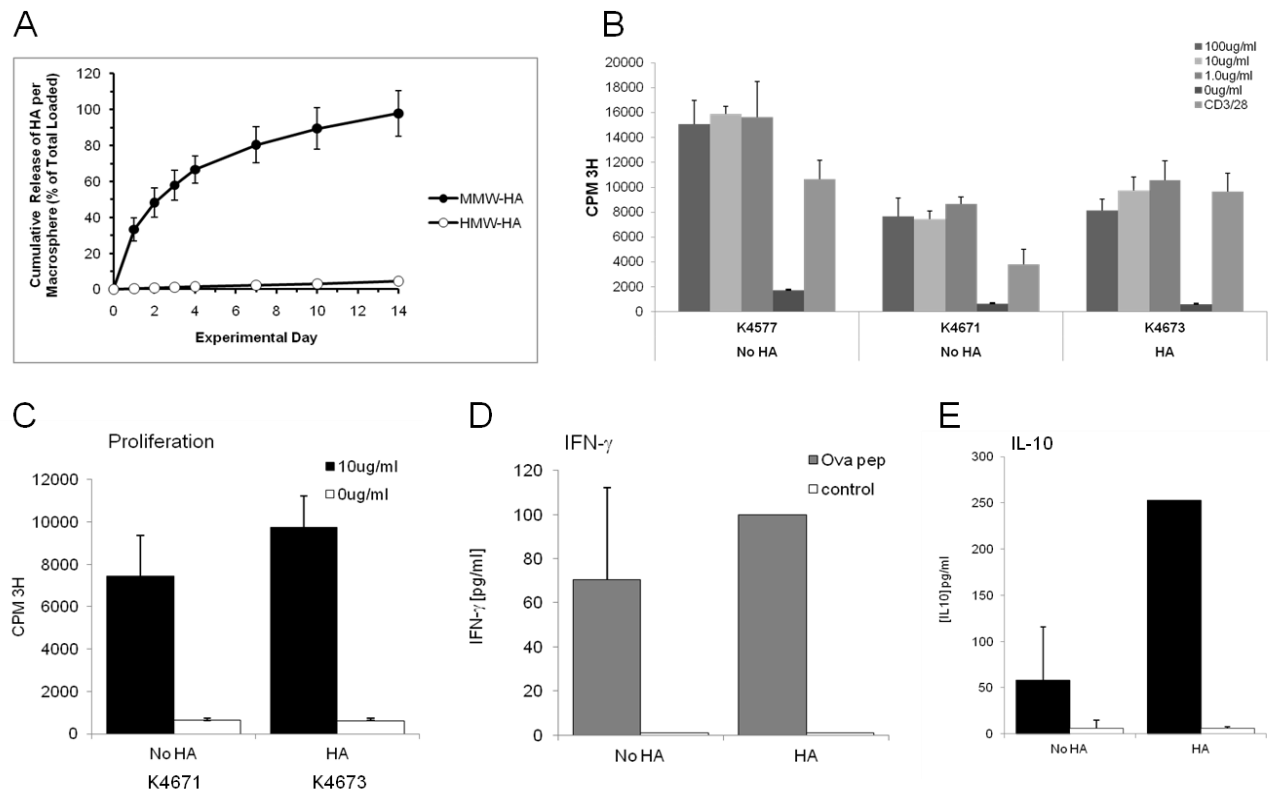 A
Cumulative Release of HA per
Macrosphere (% of Total Loaded)
120
100
80
60
40
20
0
0 2 4 6 8 10 12 14
Experimental Day
MMW-HA
HMW-HA
B
CPM 3H
20000
18000
16000
14000
12000
10000
8000
6000
4000
2000
0
100ug/ml
10ug/ml
1.0ug/ml
0ug/ml
CD3/28
K4577 K4671 K4673
No HA No HA HA
C
Proliferation
10ug/ml
0ug/ml
CPM 3H
12000
10000
8000
6000
4000
2000
0
No HA HA
K4671 K4673
D
IFN-γ
Ova pep
control
IFN-γ [pg/ml]
120
100
80
60
40
20
0
No HA HA
E
IL-10
[IL10]pg/ml
300
250
200
150
100
50
0
No HA HA